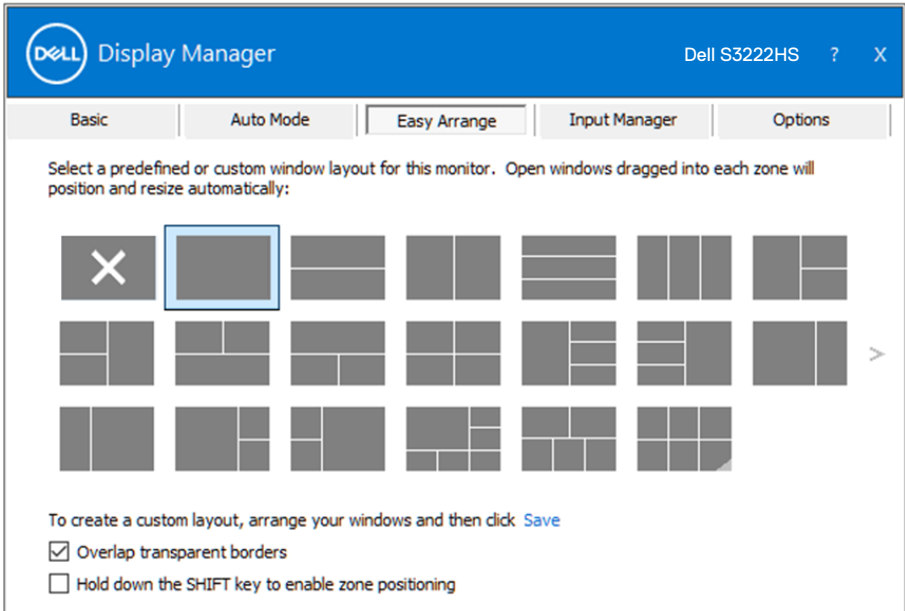 DELL Display Manager Dell S3222HS ? X
Basic Auto Mode Easy Arrange Input Manager Options
Select a predefined or custom window layout for this monitor. Open windows dragged into each zone will
position and resize automatically:
>
To create a custom layout, arrange your windows and then click Save
Overlap transparent borders
Hold down the SHIFT key to enable zone positioning